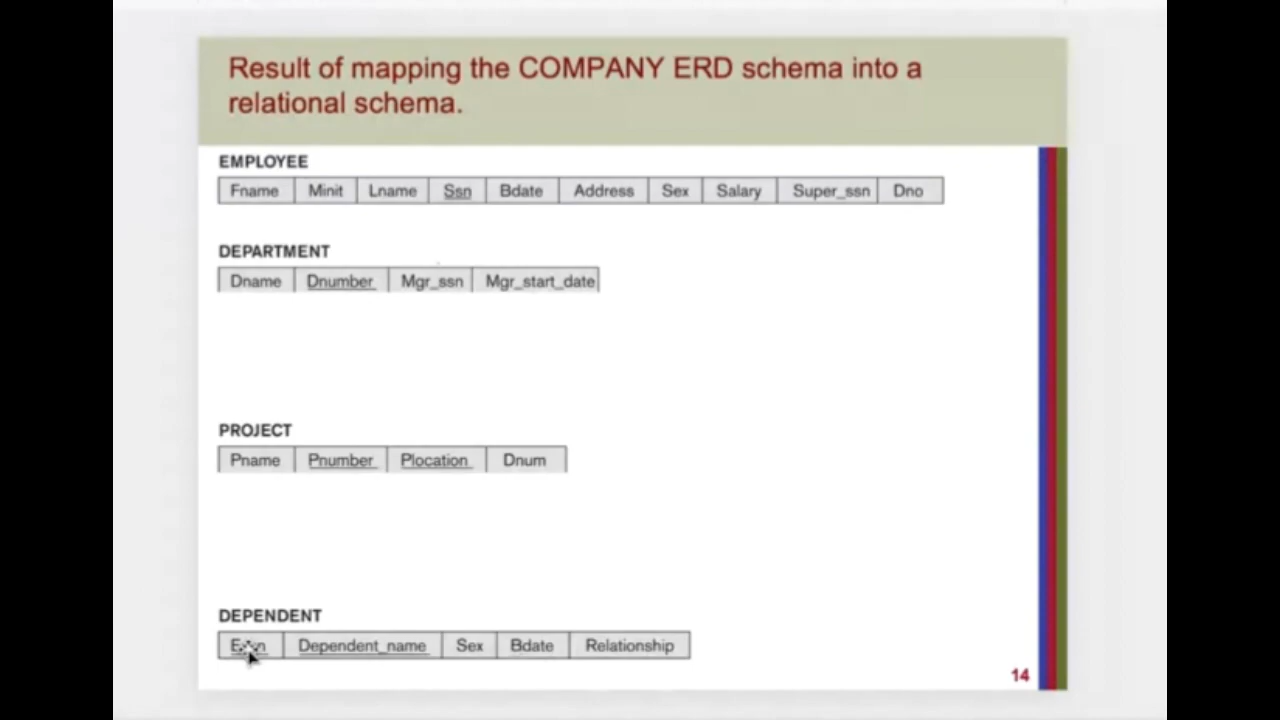 Result of mapping the COMPANY ERD schema into a
relational schema.
EMPLOYEE
Fname Minit Lname Ssn Bdate Address Sex Salary Super_ssn Dno
DEPARTMENT
Dname Dnumber Mgr_ssn Mgr_start_date
PROJECT
Pname Pnumber Plocation Dnum
DEPENDENT
Dependent_name Sex Bdate Relationship
14